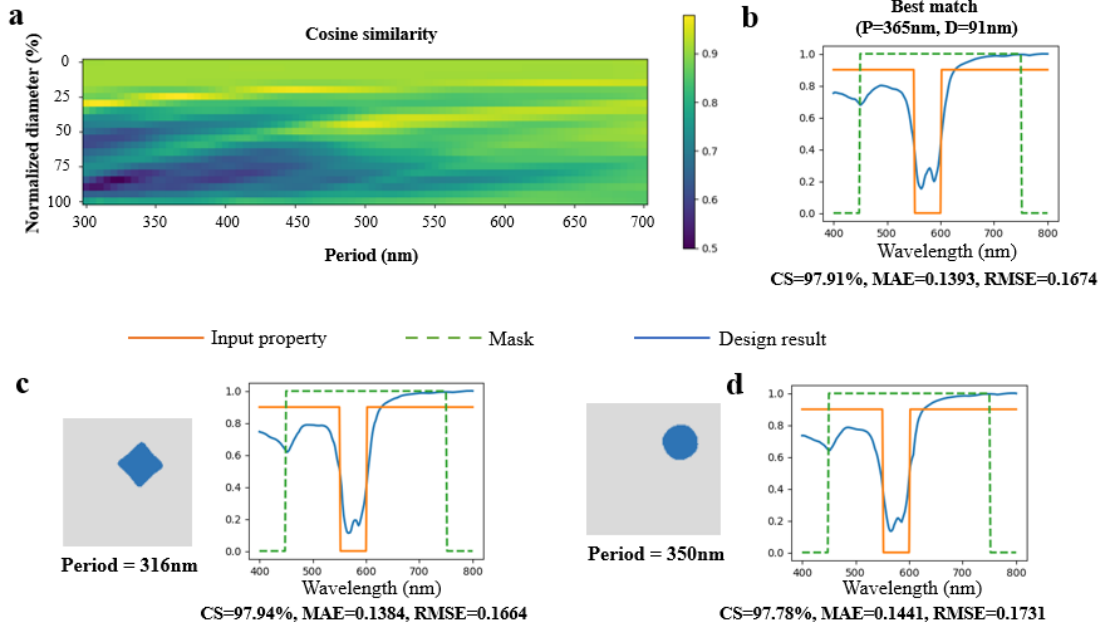 a
Cosine similarity
Normalized diameter (%)
0
25
50
75
100
300 350 400 450 500 550 600 650 700
Period (nm)
0.9
0.8
0.7
0.6
0.5
b
Best match
(P=365nm, D=91nm)
1.0
0.8
0.6
0.4
0.2
0.0
400 500 600 700 800
Wavelength (nm)
CS=97.91%, MAE=0.1393, RMSE=0.1674
Input property Mask Design result
c
Period = 316nm
1.0
0.8
0.6
0.4
0.2
0.0
400 500 600 700 800
Wavelength (nm)
CS=97.94%, MAE=0.1384, RMSE=0.1664
d
Period = 350nm
1.0
0.8
0.6
0.4
0.2
0.0
400 500 600 700 800
Wavelength (nm)
CS=97.78%, MAE=0.1441, RMSE=0.1731